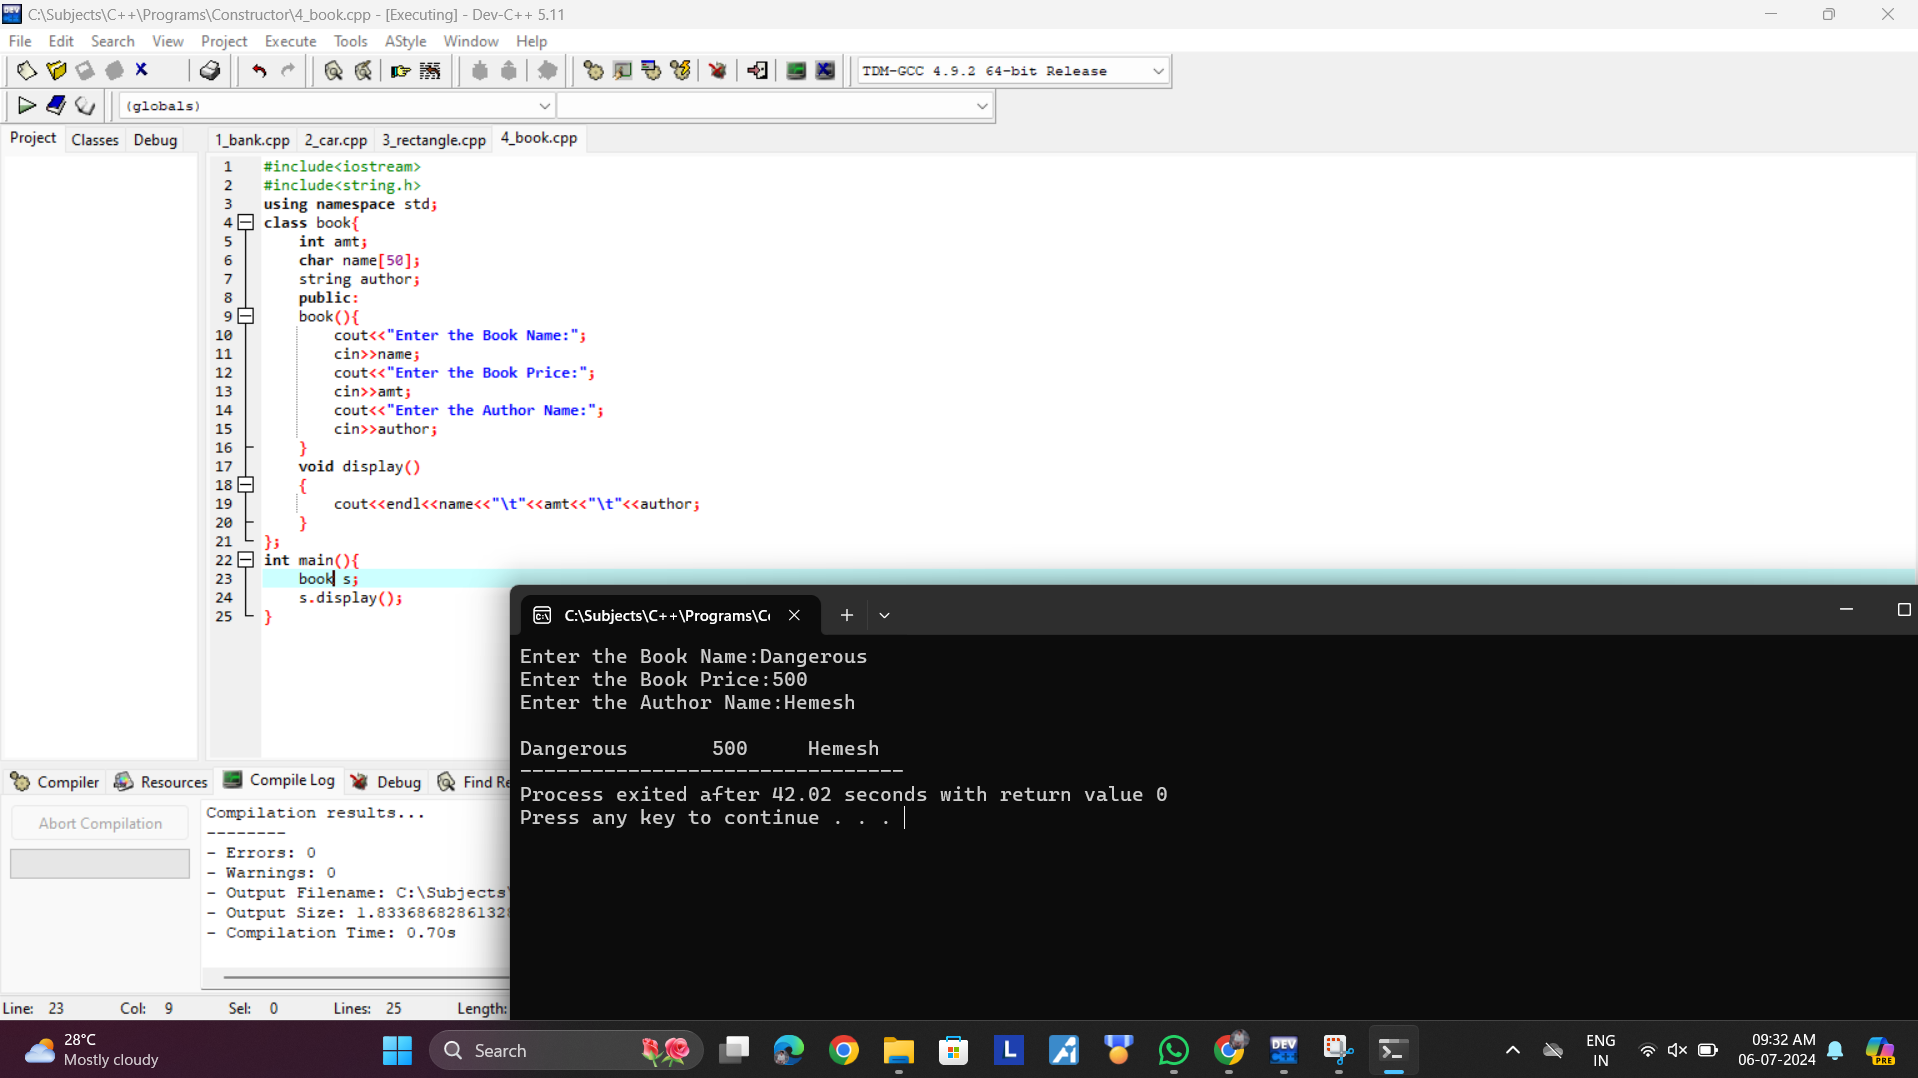 C:\Subjects\C++\Programs\Constructor\4_book.cpp - [Executing] - Dev-C++ 5.11
File Edit Search View Project Execute Tools AStyle Window Help
TDM-GCC 4.9.2 64-bit Release
(globals)
Project Classes Debug 1_bank.cpp 2_car.cpp 3_rectangle.cpp 4_book.cpp
1 #include<iostream>
2 #include<string.h>
3 using namespace std;
4 class book{
5 int amt;
6 char name[50];
7 string author;
8 public:
9 book(){
10 cout<<"Enter the Book Name:";
11 cin>>name;
12 cout<<"Enter the Book Price:";
13 cin>>amt;
14 cout<<"Enter the Author Name:";
15 cin>>author;
16 }
17 void display()
18 {
19 cout<<endl<<name<<"\t"<<amt<<"\t"<<author;
20 }
21 };
22 int main(){
23 book s;
24 s.display();
25 }
C:\Subjects\C++\Programs\C
Enter the Book Name:Dangerous
Enter the Book Price:500
Enter the Author Name:Hemesh
Dangerous 500 Hemesh
--------------------------------
Process exited after 42.02 seconds with return value 0
Press any key to continue . . .
Compiler Resources Compile Log Debug Find Re
Abort Compilation
Compilation results...
--------
- Errors: 0
- Warnings: 0
- Output Filename: C:\Subjects
- Output Size: 1.8336868286132
- Compilation Time: 0.70s
Line: 23 Col: 9 Sel: 0 Lines: 25 Length:
28°C
Mostly cloudy
Search
L
DEV
ENG
IN
09:32 AM
06-07-2024
PRE